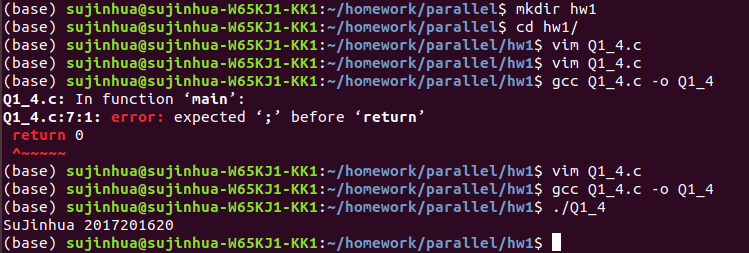 (base) sujinhua@sujinhua-W65KJ1-KK1:~/homework/parallel$ mkdir hw1
(base) sujinhua@sujinhua-W65KJ1-KK1:~/homework/parallel$ cd hw1/
(base) sujinhua@sujinhua-W65KJ1-KK1:~/homework/parallel/hw1$ vim Q1_4.c
(base) sujinhua@sujinhua-W65KJ1-KK1:~/homework/parallel/hw1$ vim Q1_4.c
(base) sujinhua@sujinhua-W65KJ1-KK1:~/homework/parallel/hw1$ gcc Q1_4.c -o Q1_4
Q1_4.c: In function ‘main’:
Q1_4.c:7:1: error: expected ‘;’ before ‘return’
 return 0
 ^~~~~~
(base) sujinhua@sujinhua-W65KJ1-KK1:~/homework/parallel/hw1$ vim Q1_4.c
(base) sujinhua@sujinhua-W65KJ1-KK1:~/homework/parallel/hw1$ gcc Q1_4.c -o Q1_4
(base) sujinhua@sujinhua-W65KJ1-KK1:~/homework/parallel/hw1$ ./Q1_4
SuJinhua 2017201620
(base) sujinhua@sujinhua-W65KJ1-KK1:~/homework/parallel/hw1$